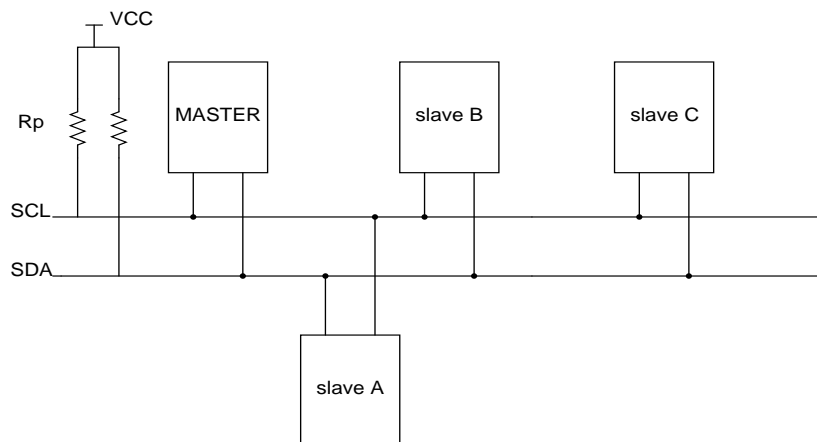 VCC
Rp
MASTER
slave B
slave C
SCL
SDA
slave A